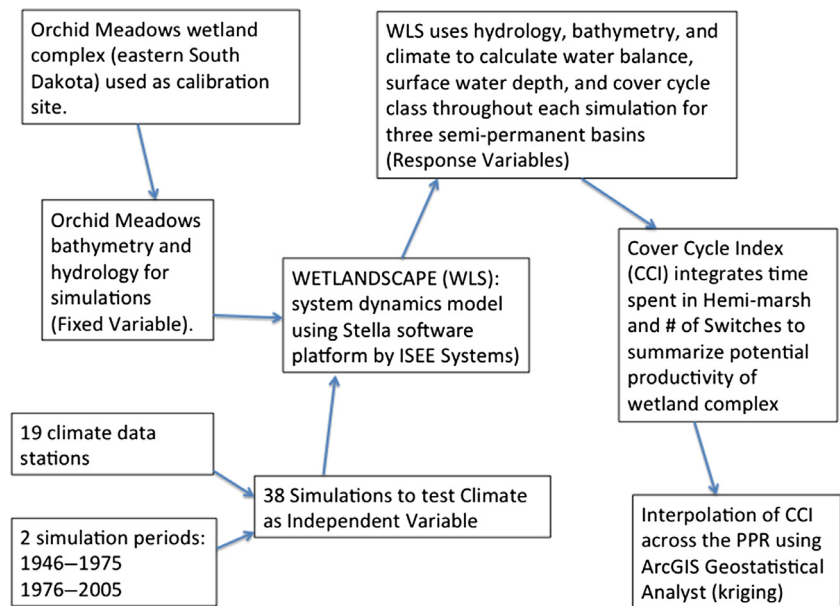 Orchid Meadows wetland
complex (eastern South
Dakota) used as calibration
site.
Orchid Meadows
bathymetry and
hydrology for
simulations
(Fixed Variable).
19 climate data
stations
2 simulation periods:
1946—1975
1976—2005
38 Simulations to test Climate
as Independent Variable
WETLANDSCAPE (WLS):
system dynamics model
using Stella software
platform by ISEE Systems)
WLS uses hydrology, bathymetry, and
climate to calculate water balance,
surface water depth, and cover cycle
class throughout each simulation for
three semi-permanent basins
(Response Variables)
Cover Cycle Index
(CCI) integrates time
spent in Hemi-marsh
and # of Switches to
summarize potential
productivity of
wetland complex
Interpolation of CCI
across the PPR using
ArcGIS Geostatistical
Analyst (kriging)